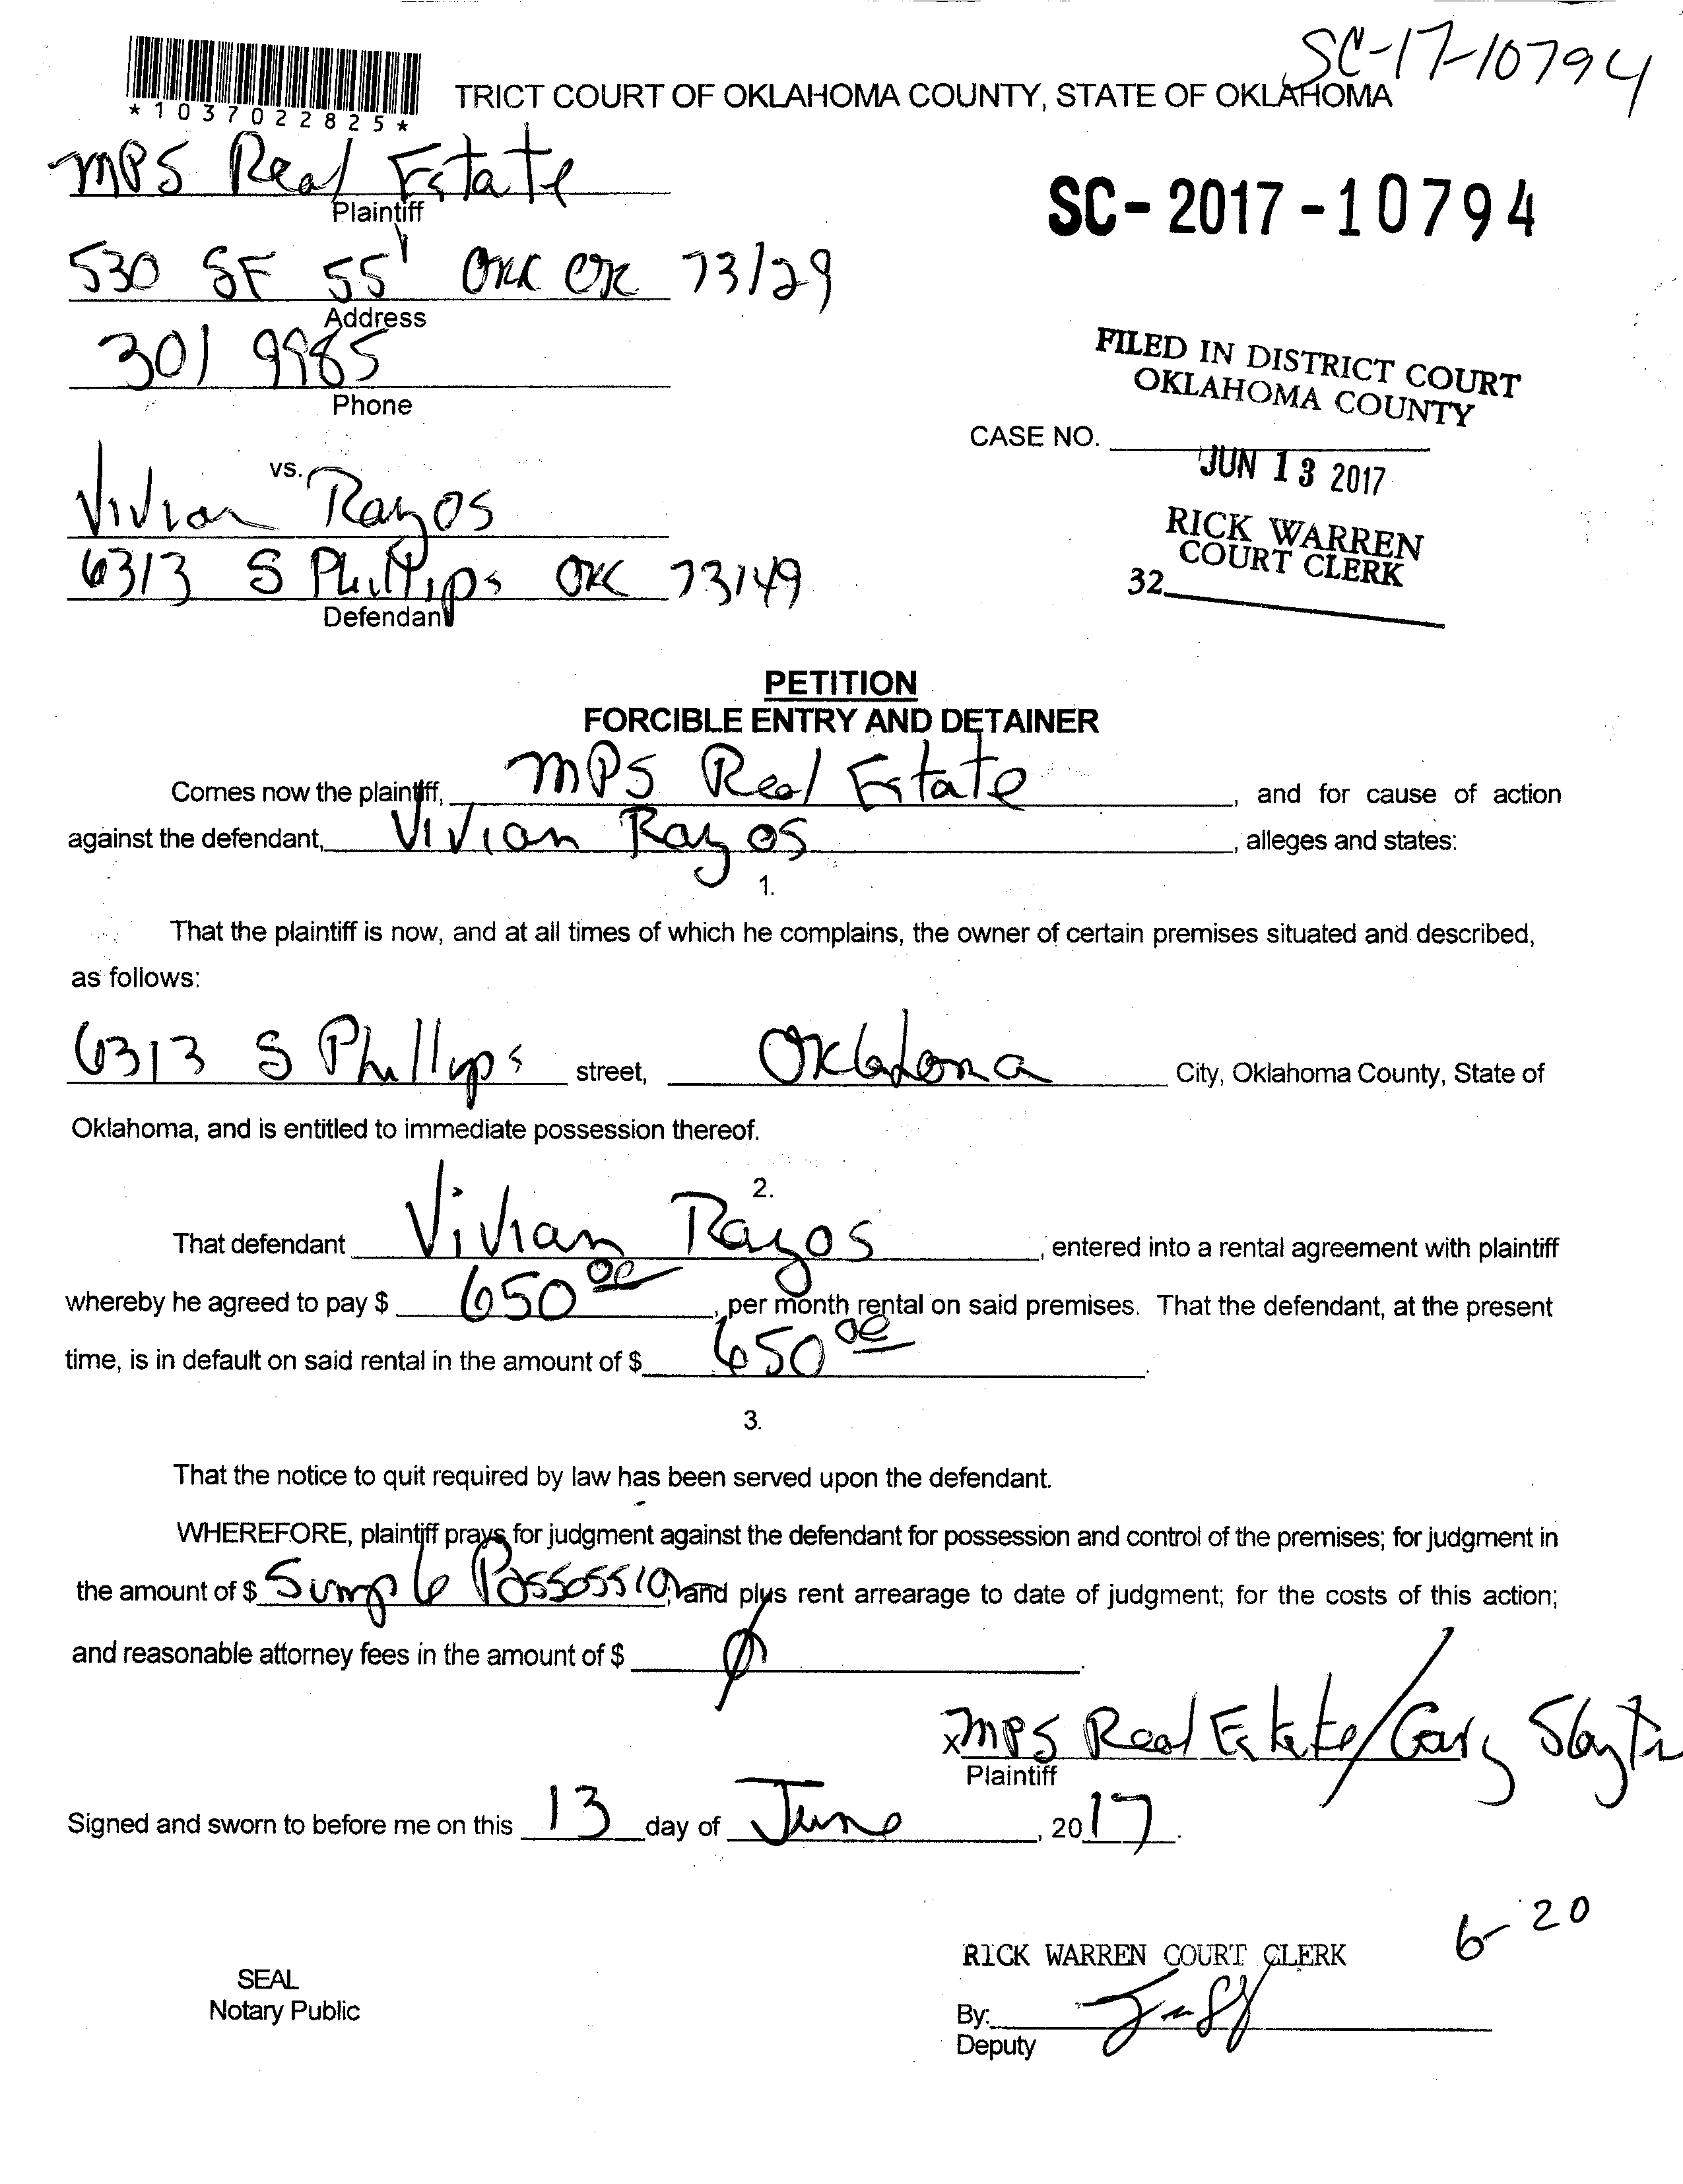 SC-17-10794
*1037022825*
TRICT COURT OF OKLAHOMA COUNTY, STATE OF OKLAHOMA
MPS Real Estate
Plaintiff
SC-2017-10794
530 SE 55 OKC OK 73129
Address
301 9985
Phone
FILED IN DISTRICT COURT
OKLAHOMA COUNTY
CASE NO.
JUN 13 2017
vs.
Vivian Rayos
RICK WARREN
COURT CLERK
32
6313 S Phillips OKC 73149
Defendant
PETITION
FORCIBLE ENTRY AND DETAINER
Comes now the plaintiff, MPS Real Estate, and for cause of action
against the defendant, Vivian Rayos, alleges and states:
1.
That the plaintiff is now, and at all times of which he complains, the owner of certain premises situated and described,
as follows:
6313 S Phillips street, Oklahoma City, Oklahoma County, State of
Oklahoma, and is entitled to immediate possession thereof.
2.
That defendant Vivian Rayos, entered into a rental agreement with plaintiff
whereby he agreed to pay $ 650 00, per month rental on said premises. That the defendant, at the present
time, is in default on said rental in the amount of $ 650 00.
3.
That the notice to quit required by law has been served upon the defendant.
WHEREFORE, plaintiff prays for judgment against the defendant for possession and control of the premises; for judgment in
the amount of $ Simple Possession, and plus rent arrearage to date of judgment; for the costs of this action;
and reasonable attorney fees in the amount of $ ∅.
x MPS Real Estate/Gary
Plaintiff
Signed and sworn to before me on this 13 day of June, 2017.
6-20
RICK WARREN COURT CLERK
SEAL
Notary Public
By:
Deputy